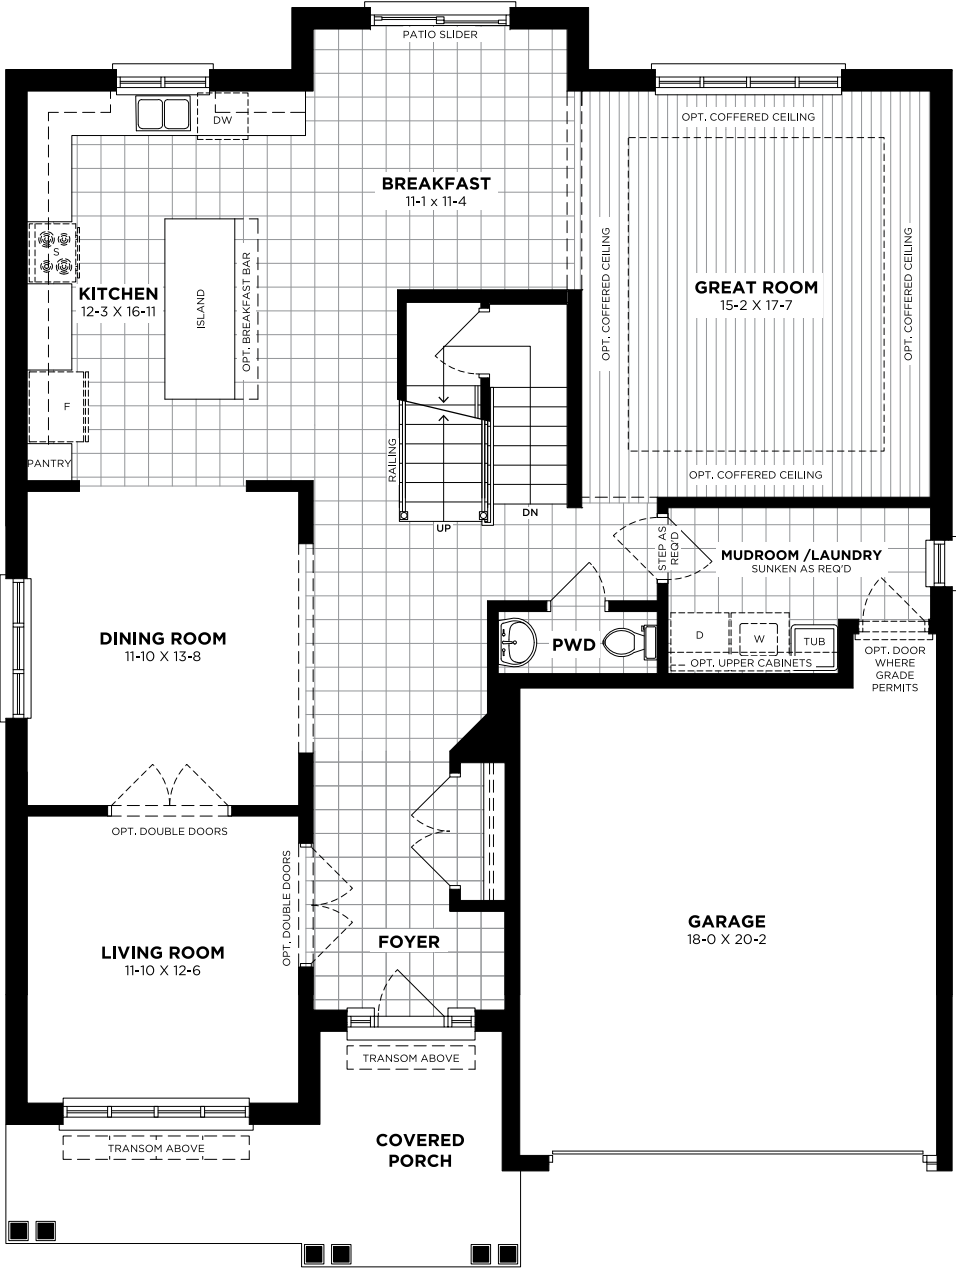 PATIO SLIDER
DW
OPT. COFFERED CEILING
BREAKFAST
11-1 x 11-4
OPT. COFFERED CEILING
OPT. COFFERED CEILING
S
KITCHEN
12-3 X 16-11
ISLAND
OPT. BREAKFAST BAR
GREAT ROOM
15-2 X 17-7
F
PANTRY
RAILING
OPT. COFFERED CEILING
UP
DN
STEP AS
REQ'D
MUDROOM /LAUNDRY
SUNKEN AS REQ'D
DINING ROOM
11-10 X 13-8
PWD
D
W
TUB
OPT. UPPER CABINETS
OPT. DOOR
WHERE
GRADE
PERMITS
OPT. DOUBLE DOORS
OPT. DOUBLE DOORS
LIVING ROOM
11-10 X 12-6
FOYER
GARAGE
18-0 X 20-2
TRANSOM ABOVE
TRANSOM ABOVE
COVERED
PORCH